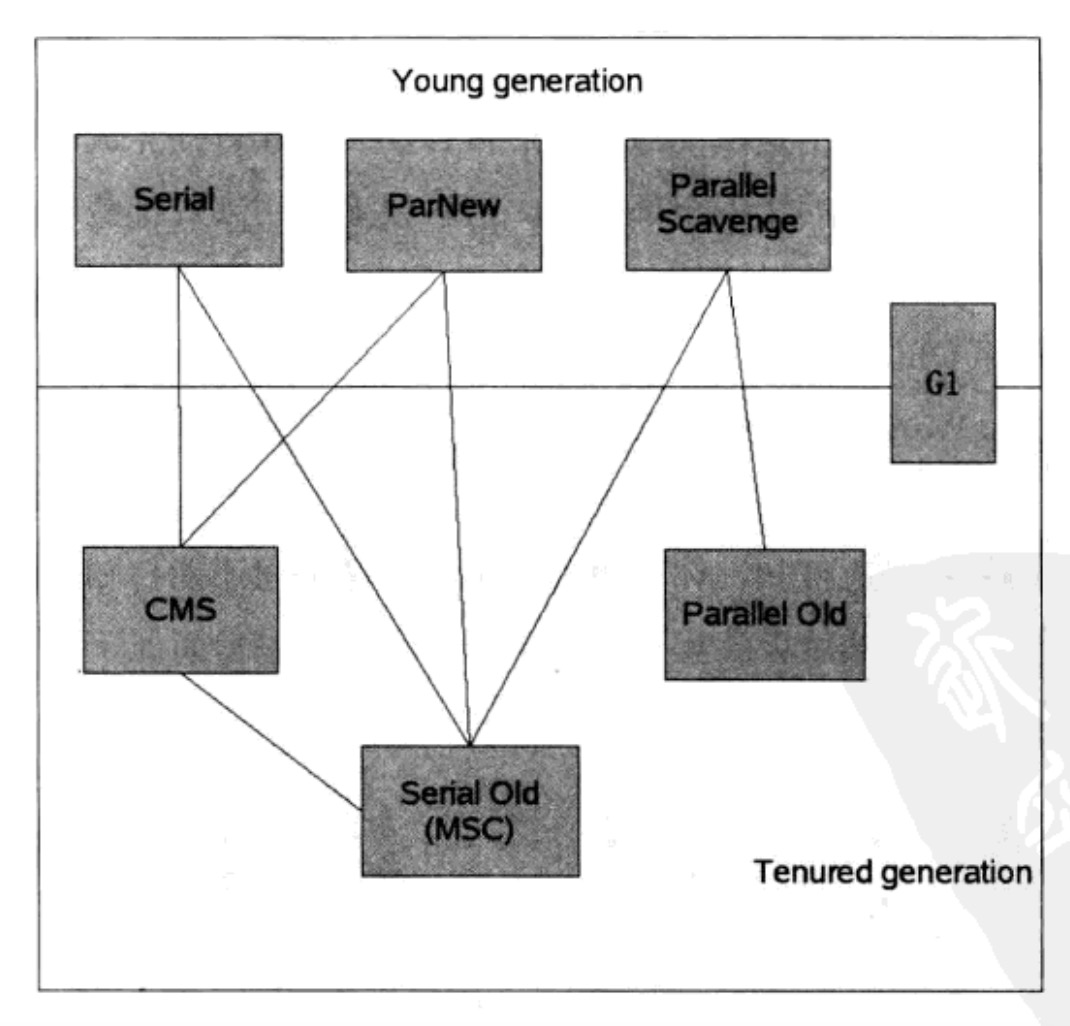 Young generation
Serial
ParNew
Parallel
Scavenge
G1
CMS
Parallel Old
Serial Old
(MSC)
Tenured generation